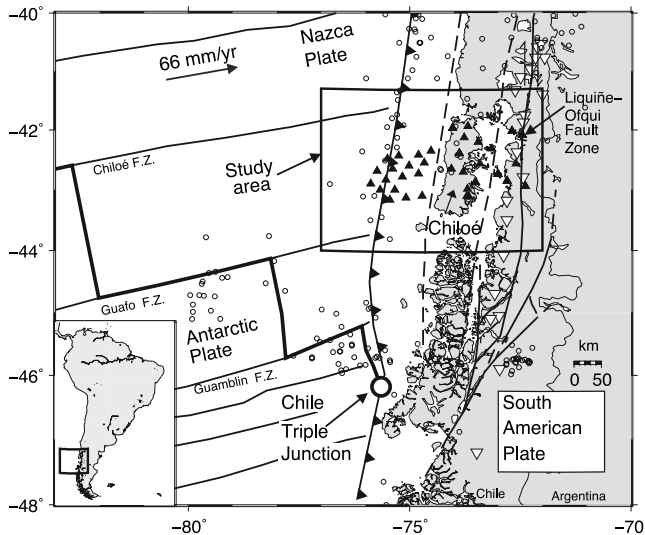 −40˚
66 mm/yr
Nazca
Plate
−42˚
Chiloé F.Z.
Study
area
Liquiñe−
Ofqui
Fault
Zone
Chiloé
−44˚
Guafo F.Z.
Antarctic
Plate
−46˚
Guamblin F.Z.
km
0 50
Chile
Triple
Junction
South
American
Plate
Chile
Argentina
−48˚
−80˚
−75˚
−70